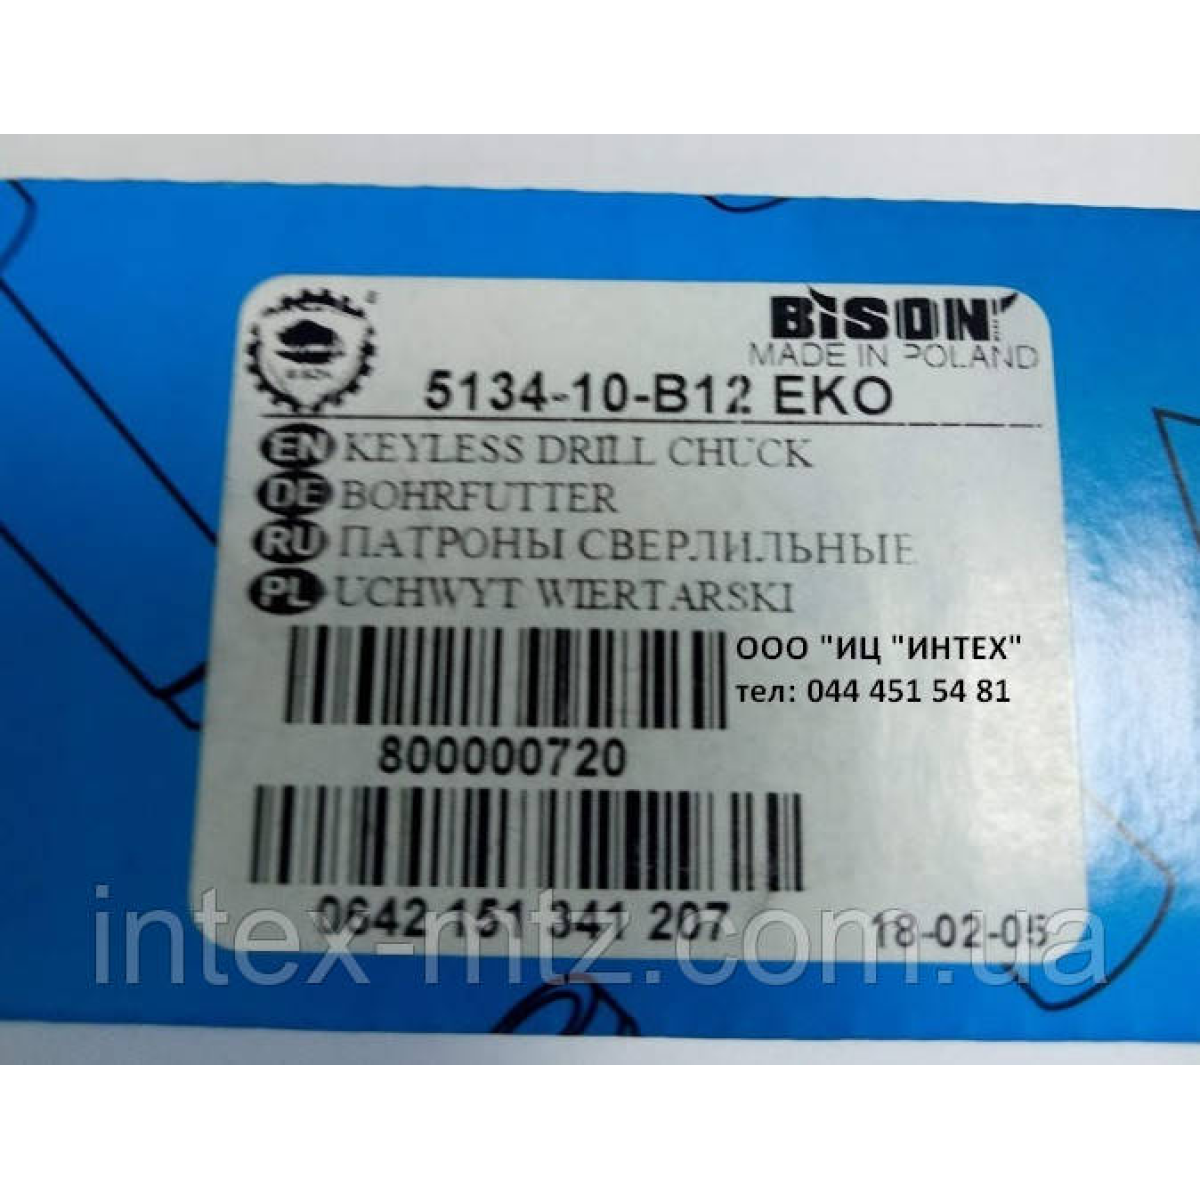 BISON
MADE IN POLAND
5134-10-B12 EKO
EN KEYLESS DRILL CHUCK
DE BOHRFUTTER
RU ПАТРОНЫ СВЕРЛИЛЬНЫЕ
PL UCHWYT WIERTARSKI
ООО "ИЦ "ИНТЕХ"
тел: 044 451 54 81
800000720
0642 151 341 207
18-02-05
intex-mtz.com.ua